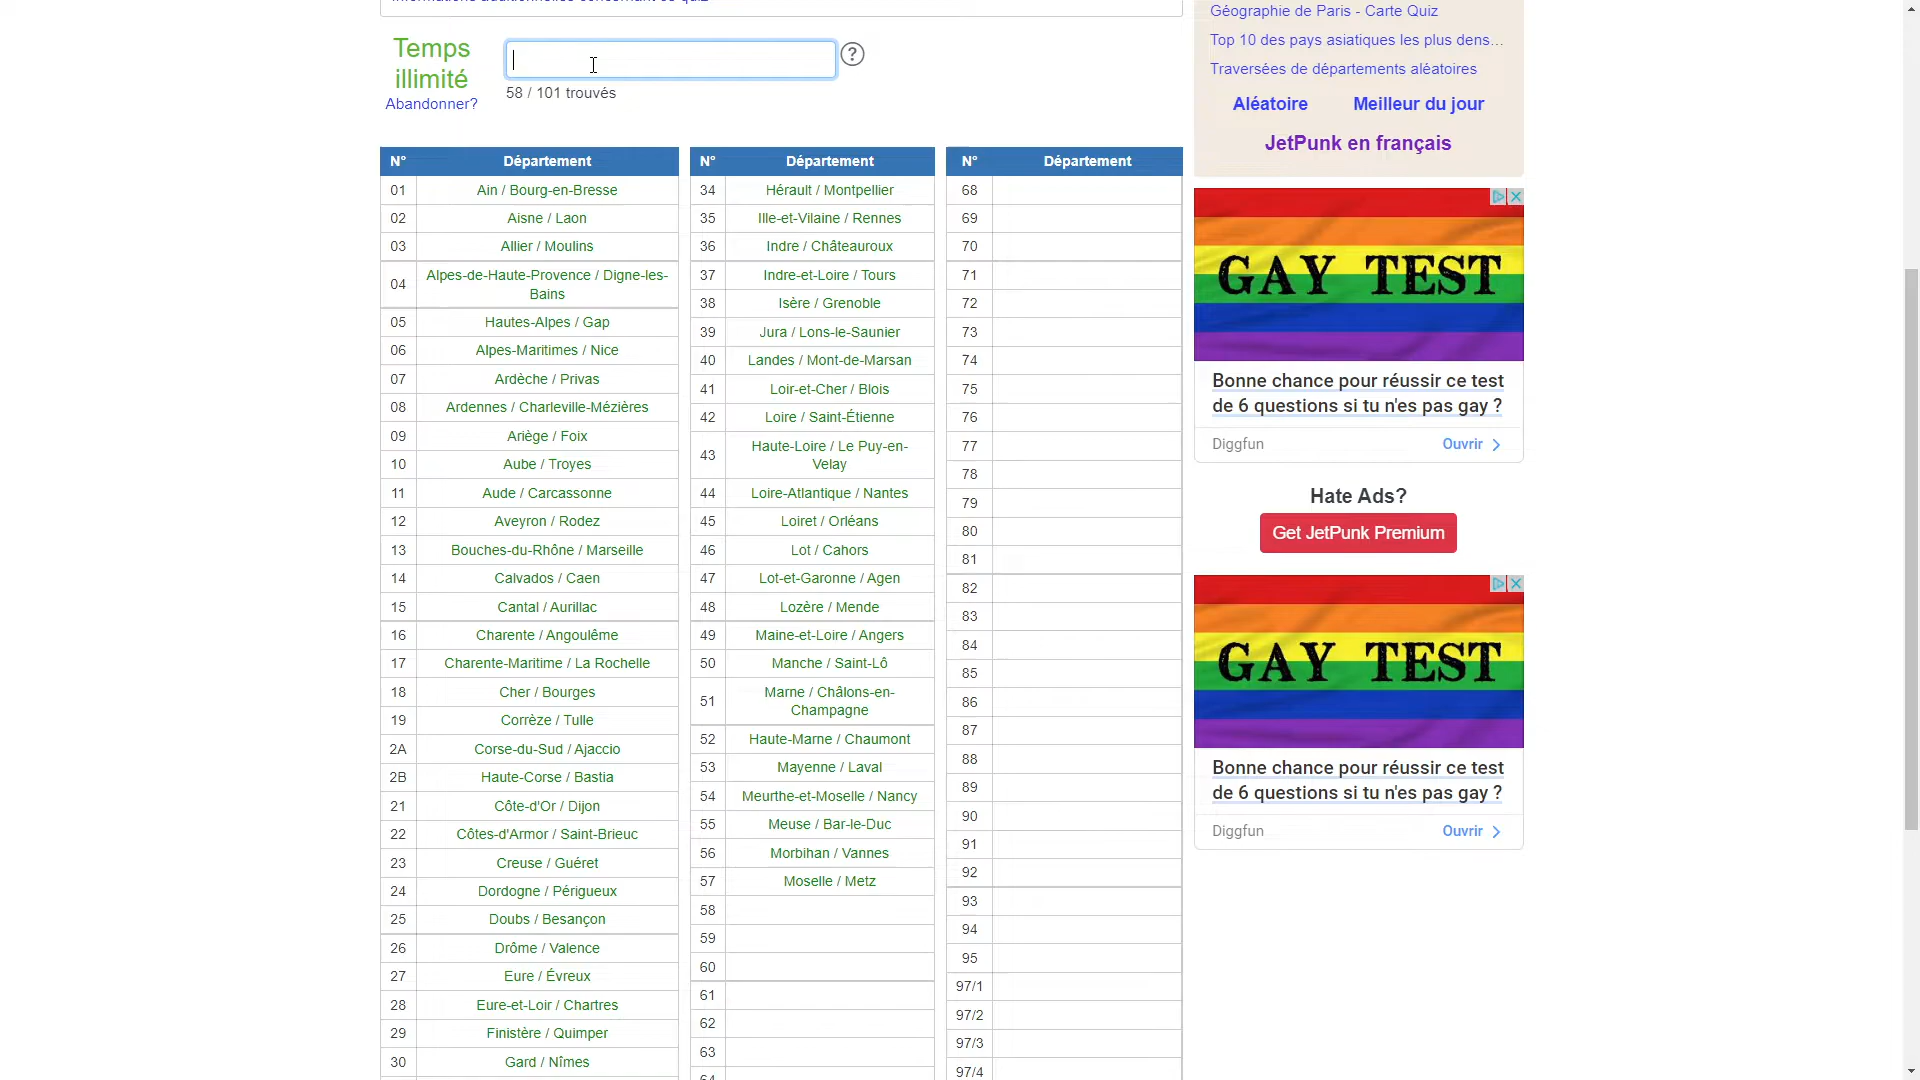 Temps
illimité
Abandonner?
58 / 101 trouvés
N° Département
01 Ain / Bourg-en-Bresse
02 Aisne / Laon
03 Allier / Moulins
04 Alpes-de-Haute-Provence / Digne-les-
Bains
05 Hautes-Alpes / Gap
06 Alpes-Maritimes / Nice
07 Ardèche / Privas
08 Ardennes / Charleville-Mézières
09 Ariège / Foix
10 Aube / Troyes
11 Aude / Carcassonne
12 Aveyron / Rodez
13 Bouches-du-Rhône / Marseille
14 Calvados / Caen
15 Cantal / Aurillac
16 Charente / Angoulême
17 Charente-Maritime / La Rochelle
18 Cher / Bourges
19 Corrèze / Tulle
2A Corse-du-Sud / Ajaccio
2B Haute-Corse / Bastia
21 Côte-d'Or / Dijon
22 Côtes-d'Armor / Saint-Brieuc
23 Creuse / Guéret
24 Dordogne / Périgueux
25 Doubs / Besançon
26 Drôme / Valence
27 Eure / Évreux
28 Eure-et-Loir / Chartres
29 Finistère / Quimper
30 Gard / Nîmes
N° Département
34 Hérault / Montpellier
35 Ille-et-Vilaine / Rennes
36 Indre / Châteauroux
37 Indre-et-Loire / Tours
38 Isère / Grenoble
39 Jura / Lons-le-Saunier
40 Landes / Mont-de-Marsan
41 Loir-et-Cher / Blois
42 Loire / Saint-Étienne
43 Haute-Loire / Le Puy-en-
Velay
44 Loire-Atlantique / Nantes
45 Loiret / Orléans
46 Lot / Cahors
47 Lot-et-Garonne / Agen
48 Lozère / Mende
49 Maine-et-Loire / Angers
50 Manche / Saint-Lô
51 Marne / Châlons-en-
Champagne
52 Haute-Marne / Chaumont
53 Mayenne / Laval
54 Meurthe-et-Moselle / Nancy
55 Meuse / Bar-le-Duc
56 Morbihan / Vannes
57 Moselle / Metz
58
59
60
61
62
63
64
N° Département
68
69
70
71
72
73
74
75
76
77
78
79
80
81
82
83
84
85
86
87
88
89
90
91
92
93
94
95
97/1
97/2
97/3
97/4
Géographie de Paris - Carte Quiz
Top 10 des pays asiatiques les plus dens...
Traversées de départements aléatoires
Aléatoire Meilleur du jour
JetPunk en français
GAY TEST
Bonne chance pour réussir ce test
de 6 questions si tu n'es pas gay ?
Diggfun Ouvrir
Hate Ads?
Get JetPunk Premium
GAY TEST
Bonne chance pour réussir ce test
de 6 questions si tu n'es pas gay ?
Diggfun Ouvrir